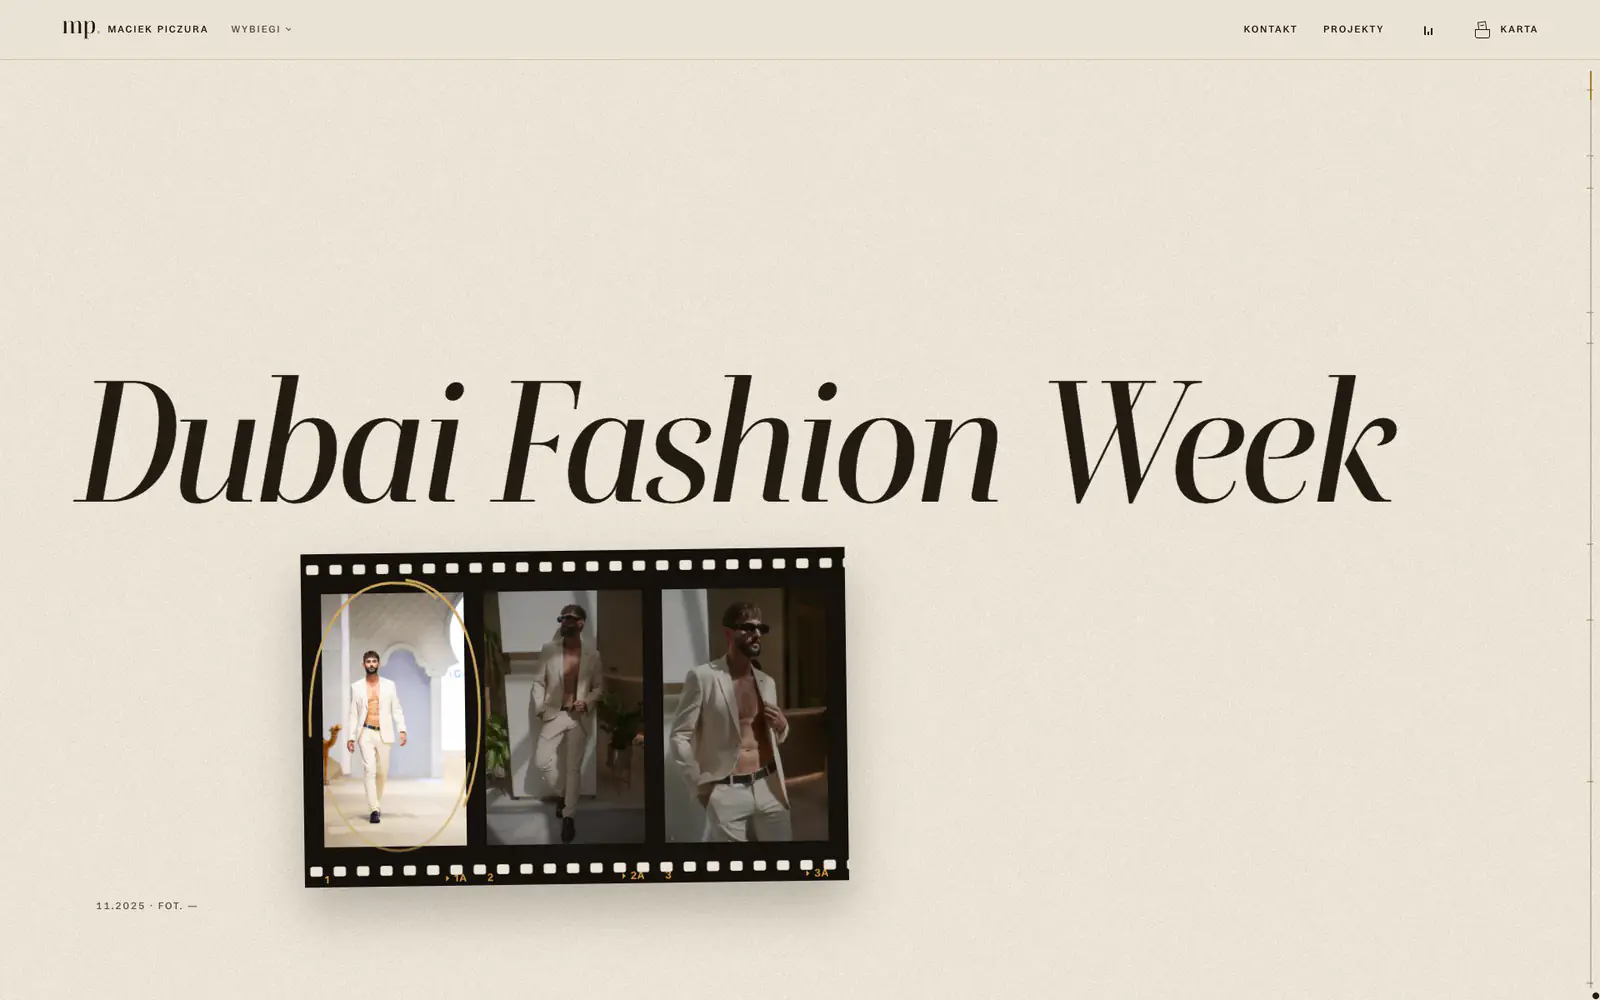 mp. MACIEK PICZURA WYBIEGI
KONTAKT PROJEKTY KARTA
Dubai Fashion Week
1 1A 2 2A 3 3A
11.2025 · FOT. —